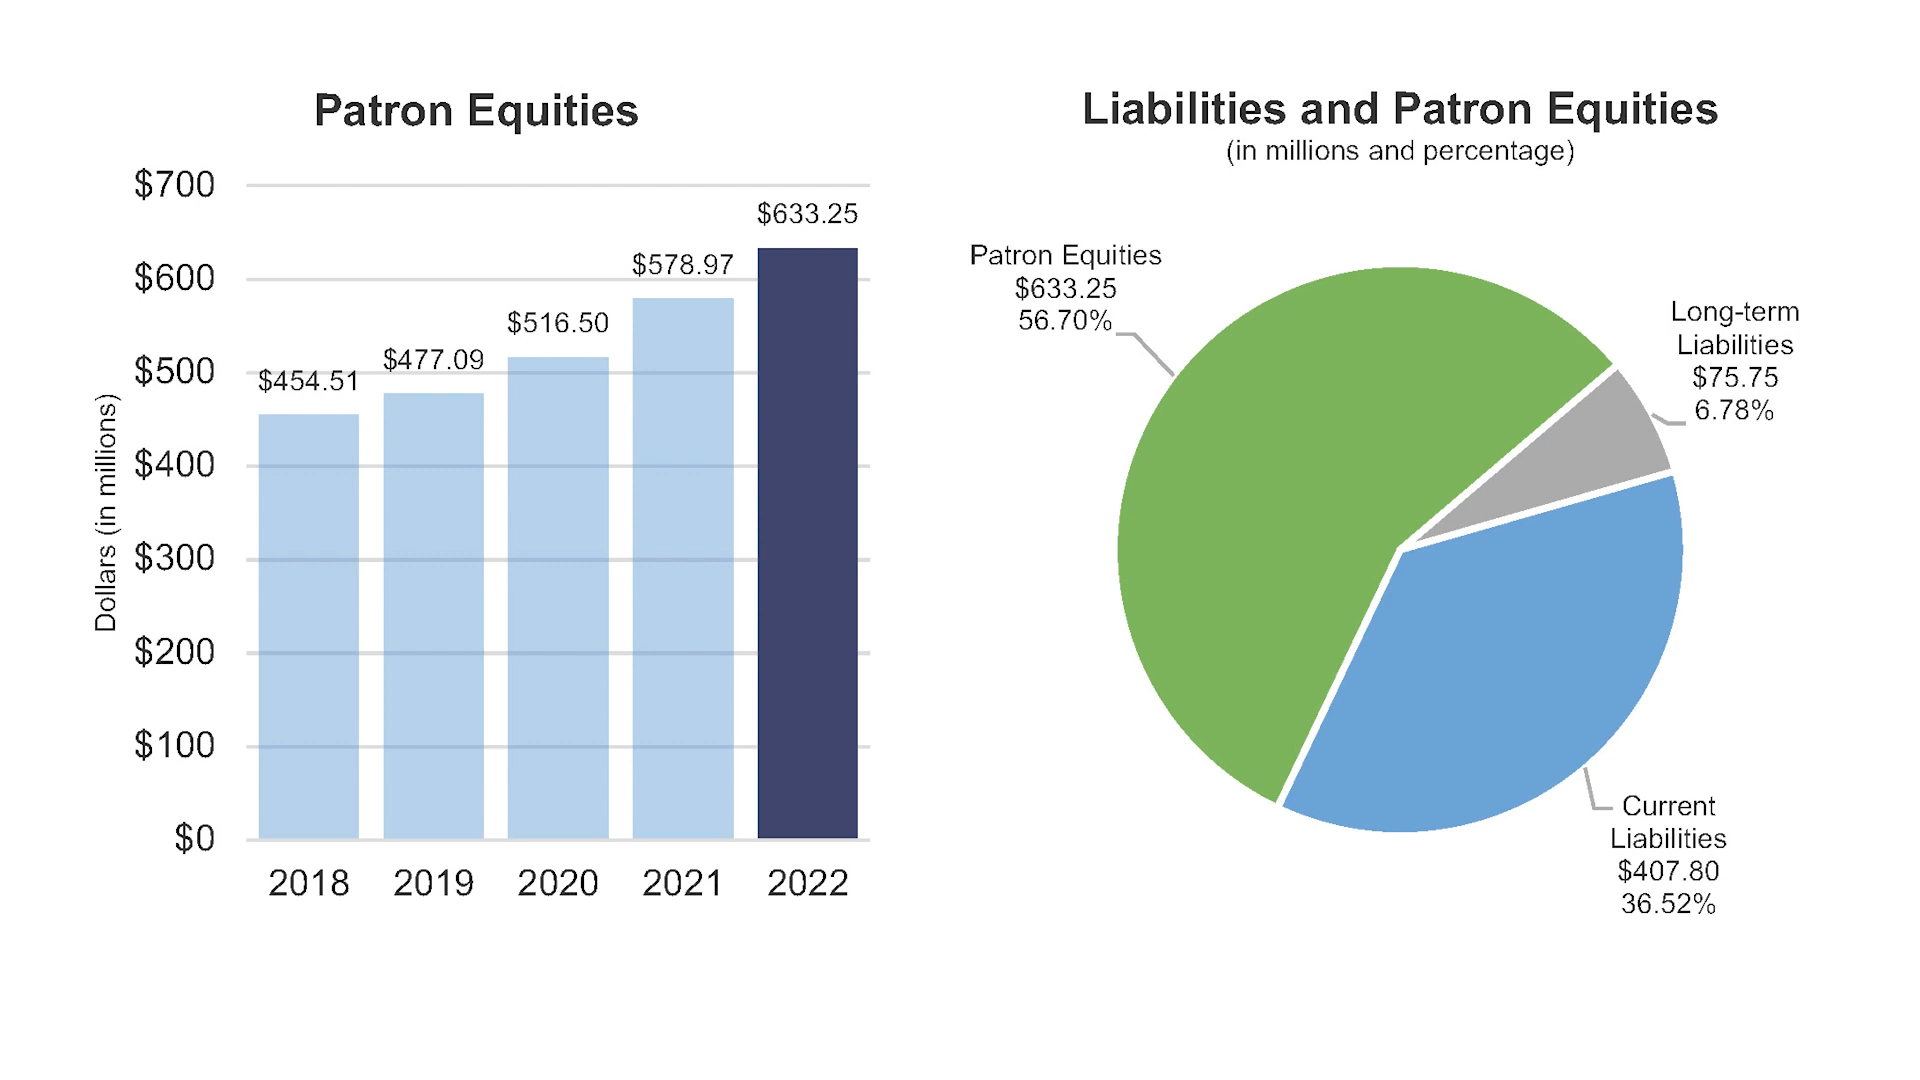 Patron Equities
Dollars (in millions)
$700
$600
$500
$400
$300
$200
$100
$0
$454.51
$477.09
$516.50
$578.97
$633.25
2018
2019
2020
2021
2022
Liabilities and Patron Equities
(in millions and percentage)
Patron Equities
$633.25
56.70%
Long-term
Liabilities
$75.75
6.78%
Current
Liabilities
$407.80
36.52%